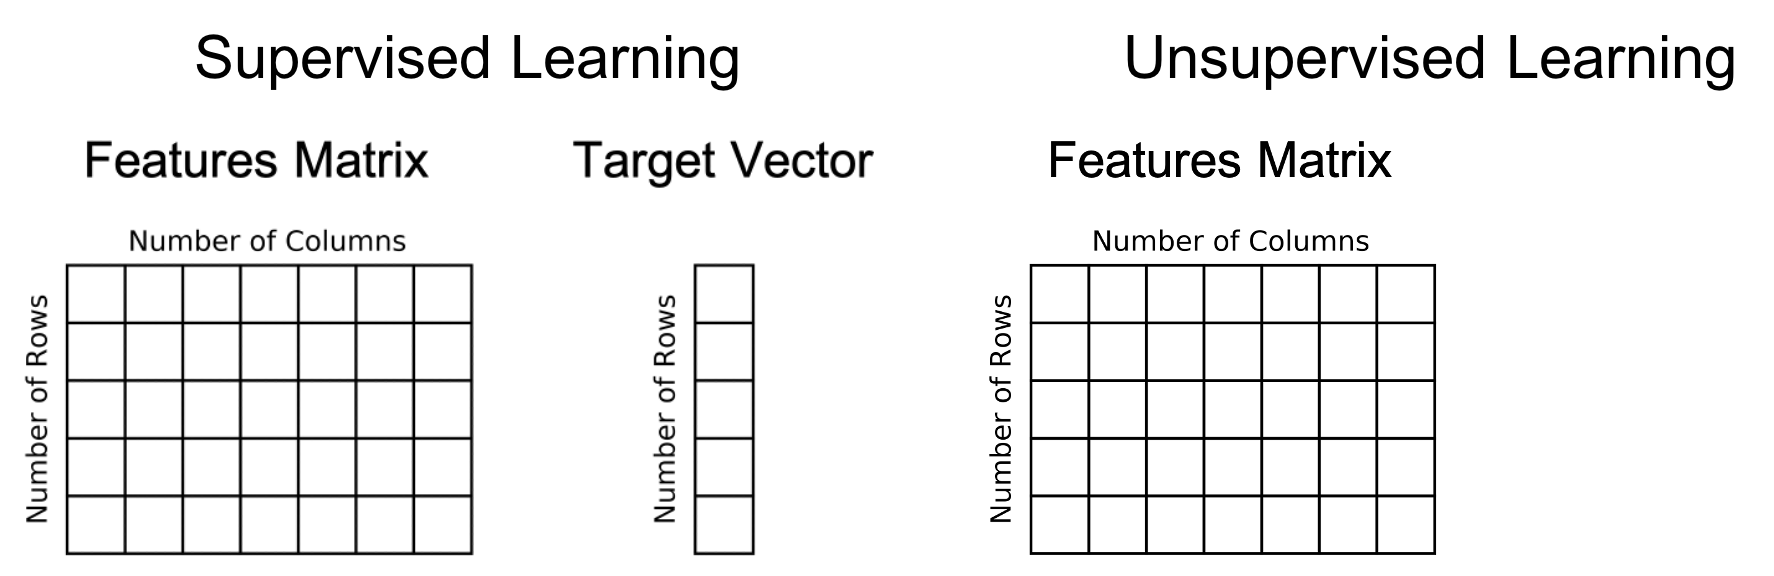 Supervised Learning
Features Matrix
Number of Columns
Number of Rows
Target Vector
Number of Rows
Unsupervised Learning
Features Matrix
Number of Columns
Number of Rows